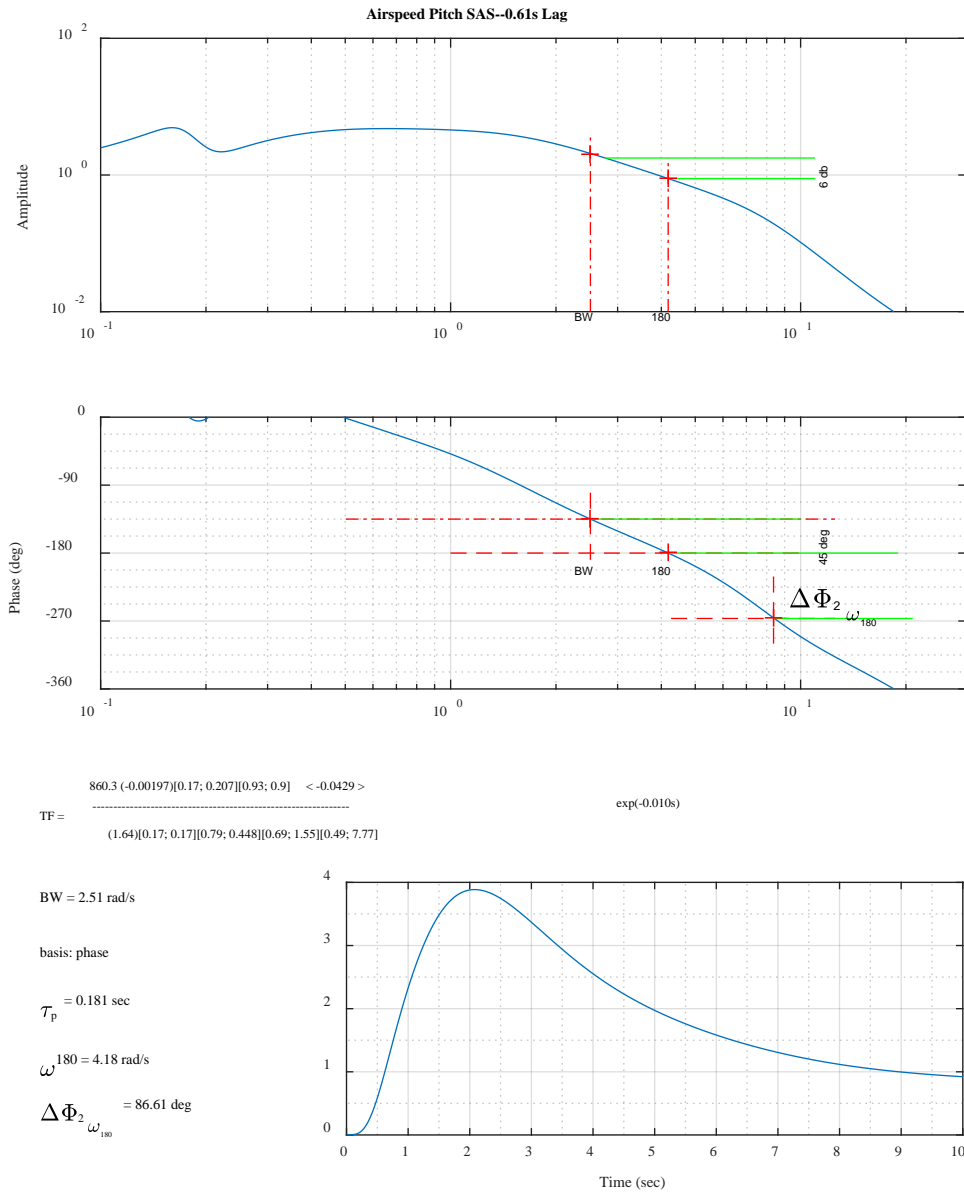 Airspeed Pitch SAS--0.61s Lag
10 2
10 0
10 -2
Amplitude
6 db
BW 180
10 -1 10 0 10 1
0
-90
-180
-270
-360
Phase (deg)
45 deg
BW 180
ΔΦ2 ω180
10 -1 10 0 10 1
860.3 (-0.00197)[0.17; 0.207][0.93; 0.9] < -0.0429 >
TF = -------------------------------------------------------------- exp(-0.010s)
(1.64)[0.17; 0.17][0.79; 0.448][0.69; 1.55][0.49; 7.77]
BW = 2.51 rad/s
basis: phase
τp = 0.181 sec
ω180 = 4.18 rad/s
ΔΦ2 ω180 = 86.61 deg
4
3
2
1
0
0 1 2 3 4 5 6 7 8 9 10
Time (sec)